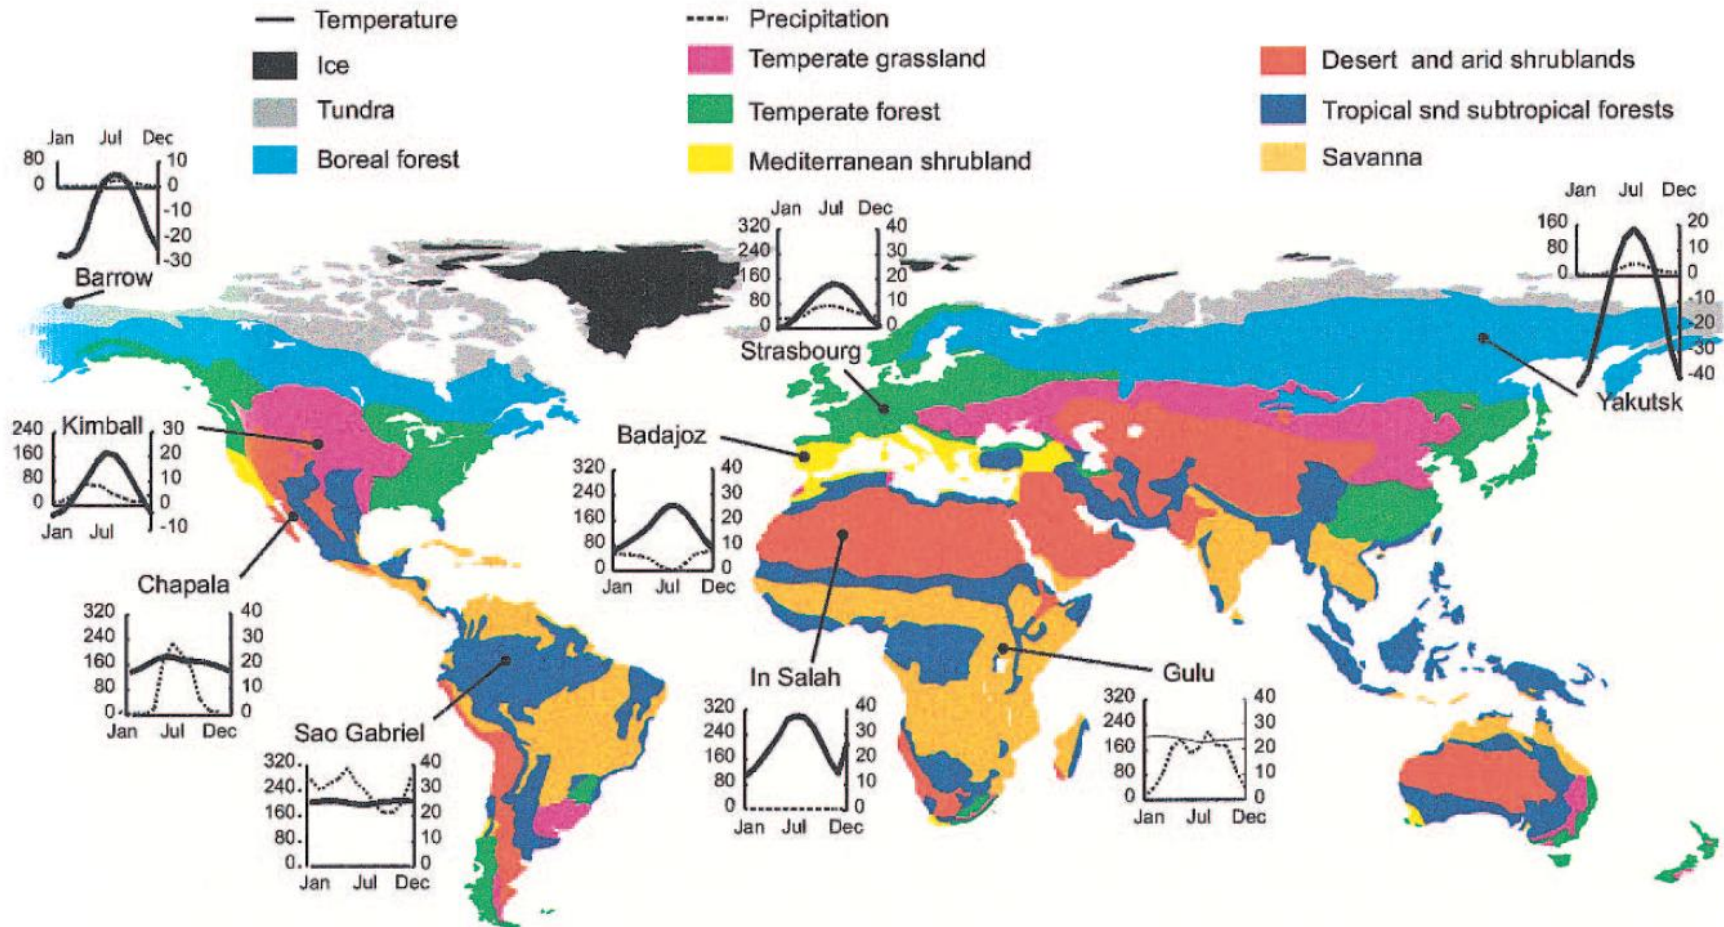 Temperature
Precipitation
Ice
Temperate grassland
Desert and arid shrublands
Tundra
Temperate forest
Tropical snd subtropical forests
Boreal forest
Mediterranean shrubland
Savanna
Jan Jul Dec
80 10
0 0
-10
-20
-30
Barrow
Jan Jul Dec
320 40
240 30
160 20
80 10
0 0
Strasbourg
Jan Jul Dec
160 20
80 10
0 0
-10
-20
-30
-40
Yakutsk
Kimball
240 30
160 20
80 10
0 0
-10
Jan Jul
Badajoz
320 40
240 30
160 20
80 10
0 0
Jan Jul Dec
Chapala
320 40
240 30
160 20
80 10
0 0
Jan Jul Dec
Sao Gabriel
320. 40
240. 30
160. 20
80. 10
0. 0
Jan Jul Dec
In Salah
320 40
240 30
160 20
80 10
0 0
Jan Jul Dec
Gulu
320 40
240 30
160 20
80 10
0 0
Jan Jul Dec